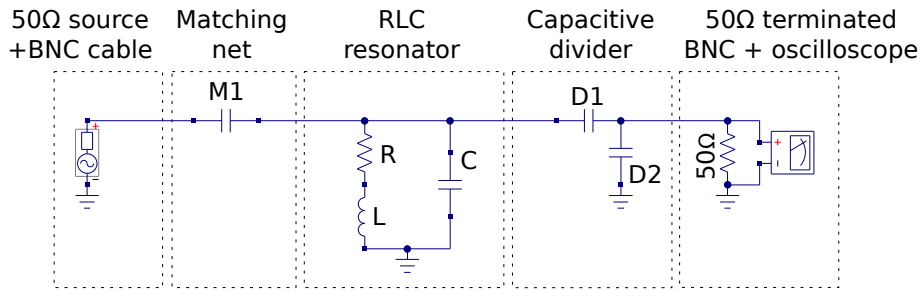 50Ω source
+BNC cable
Matching
net
RLC
resonator
Capacitive
divider
50Ω terminated
BNC + oscilloscope
M1
D1
R
C
D2
50Ω
L
+
-
+
-